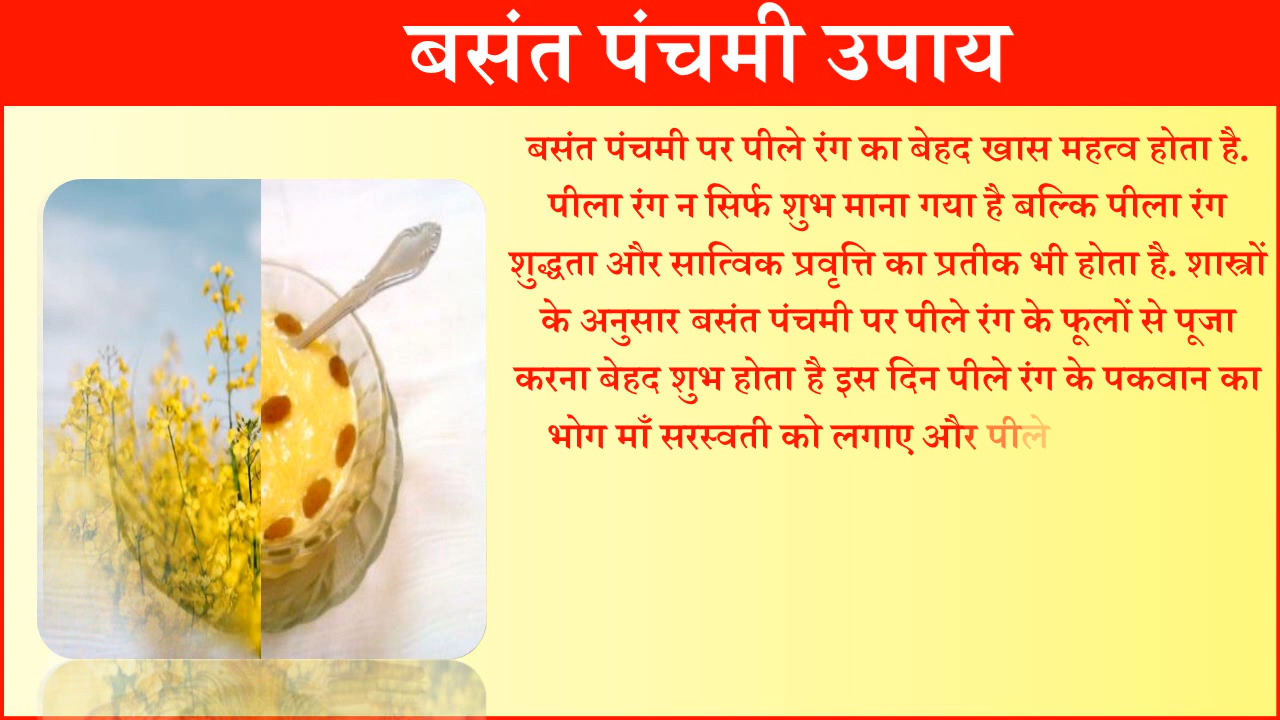 बसंत पंचमी उपाय
बसंत पंचमी पर पीले रंग का बेहद खास महत्व होता है.
पीला रंग न सिर्फ शुभ माना गया है बल्कि पीला रंग
शुद्धता और सात्विक प्रवृत्ति का प्रतीक भी होता है. शास्त्रों
के अनुसार बसंत पंचमी पर पीले रंग के फूलों से पूजा
करना बेहद शुभ होता है इस दिन पीले रंग के पकवान का
भोग माँ सरस्वती को लगाए और पीले